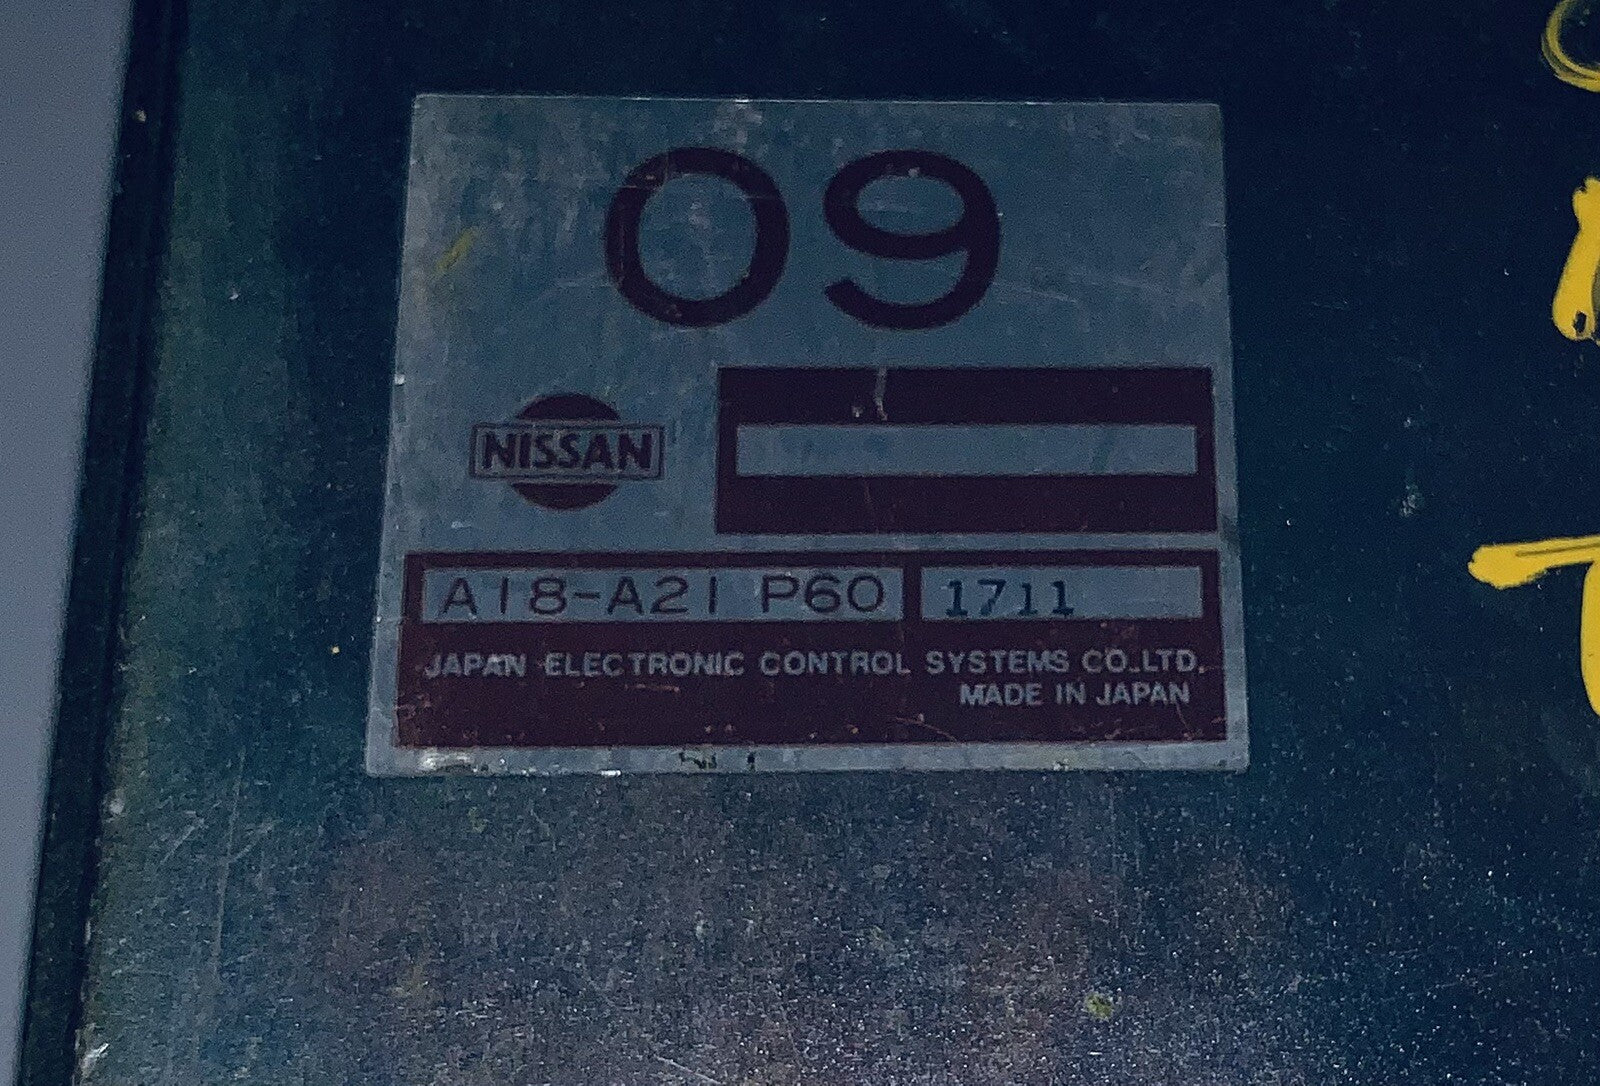 09
NISSAN
A18-A21 P60 1711
JAPAN ELECTRONIC CONTROL SYSTEMS CO.,LTD.
MADE IN JAPAN